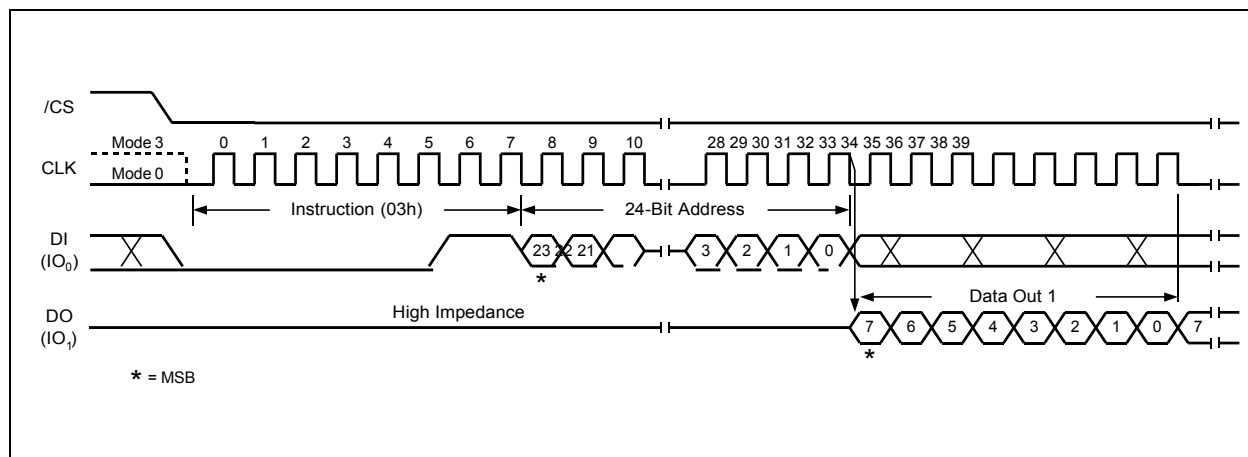 /CS
Mode 3
0 1 2 3 4 5 6 7 8 9 10 28 29 30 31 32 33 34 35 36 37 38 39
CLK
Mode 0
Instruction (03h) 24-Bit Address
DI
(IO0)
23 22 21 3 2 1 0
Data Out 1
High Impedance
DO
(IO1)
7 6 5 4 3 2 1 0 7
*
*
* = MSB